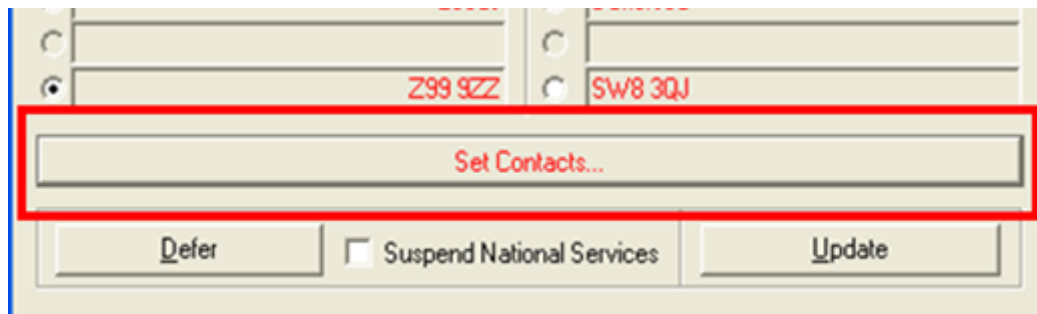 Z99 9ZZ SW8 3QJ
Set Contacts...
Defer Suspend National Services Update